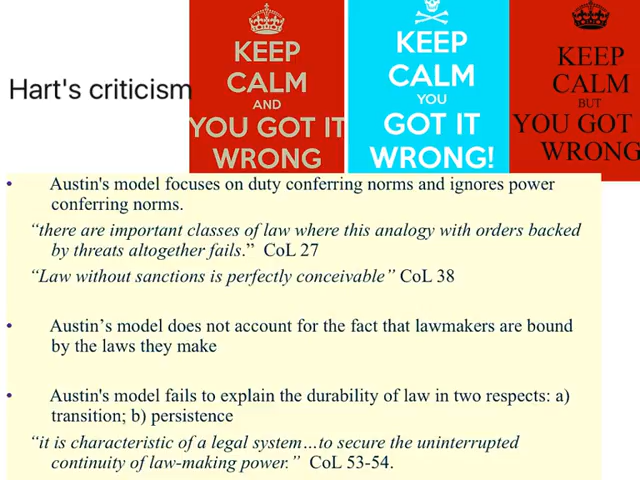 Hart's criticism
KEEP
CALM
AND
YOU GOT IT
WRONG
KEEP
CALM
YOU
GOT IT
WRONG!
KEEP
CALM
BUT
YOU GOT
WRONG
• Austin's model focuses on duty conferring norms and ignores power
conferring norms.
“there are important classes of law where this analogy with orders backed
by threats altogether fails.” CoL 27
“Law without sanctions is perfectly conceivable” CoL 38
• Austin’s model does not account for the fact that lawmakers are bound
by the laws they make
• Austin's model fails to explain the durability of law in two respects: a)
transition; b) persistence
“it is characteristic of a legal system…to secure the uninterrupted
continuity of law-making power.” CoL 53-54.